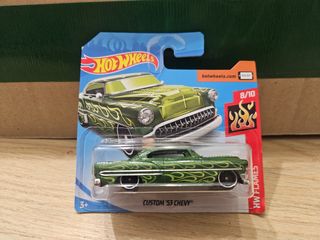 Hot Wheels
hotwheels.com
8/10
HW FLAMES
CUSTOM '53 CHEVY
3+